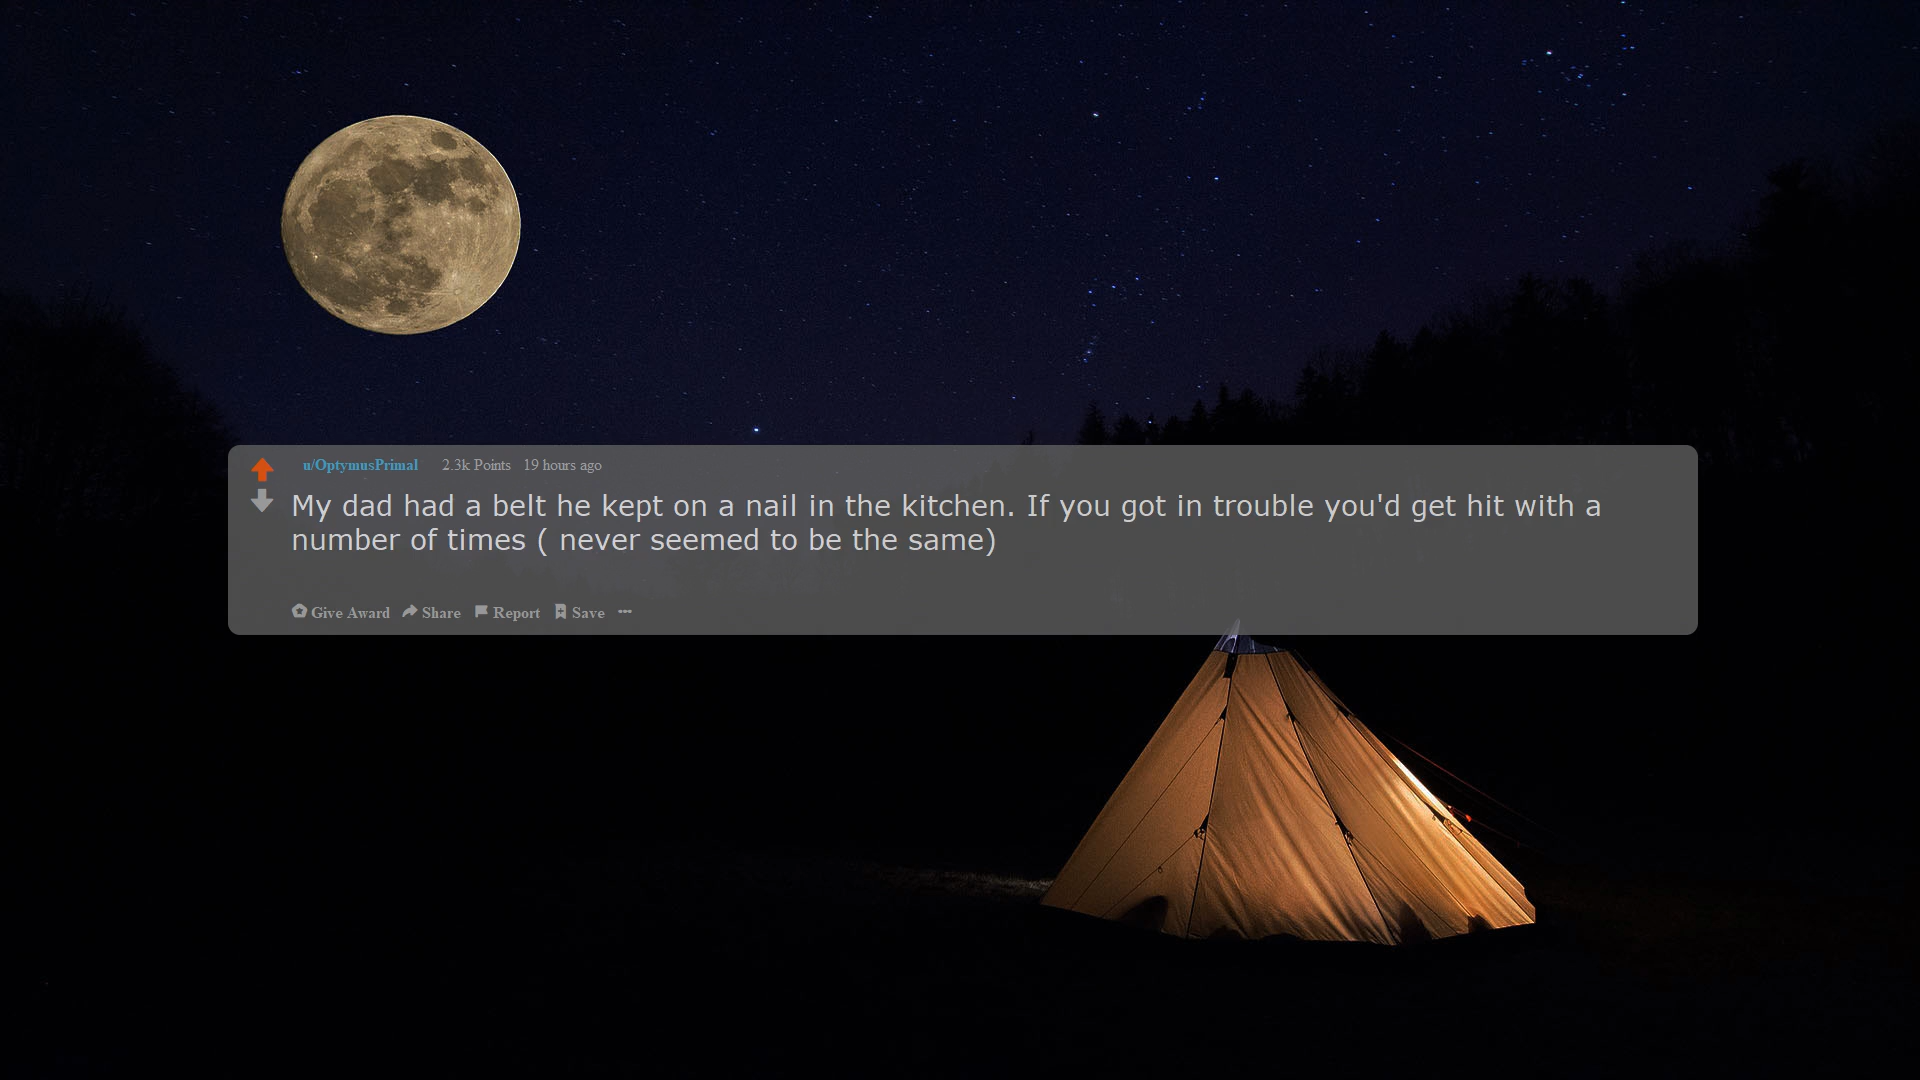 u/OptymusPrimal 2.3k Points 19 hours ago
My dad had a belt he kept on a nail in the kitchen. If you got in trouble you'd get hit with a
number of times ( never seemed to be the same)
Give Award Share Report Save